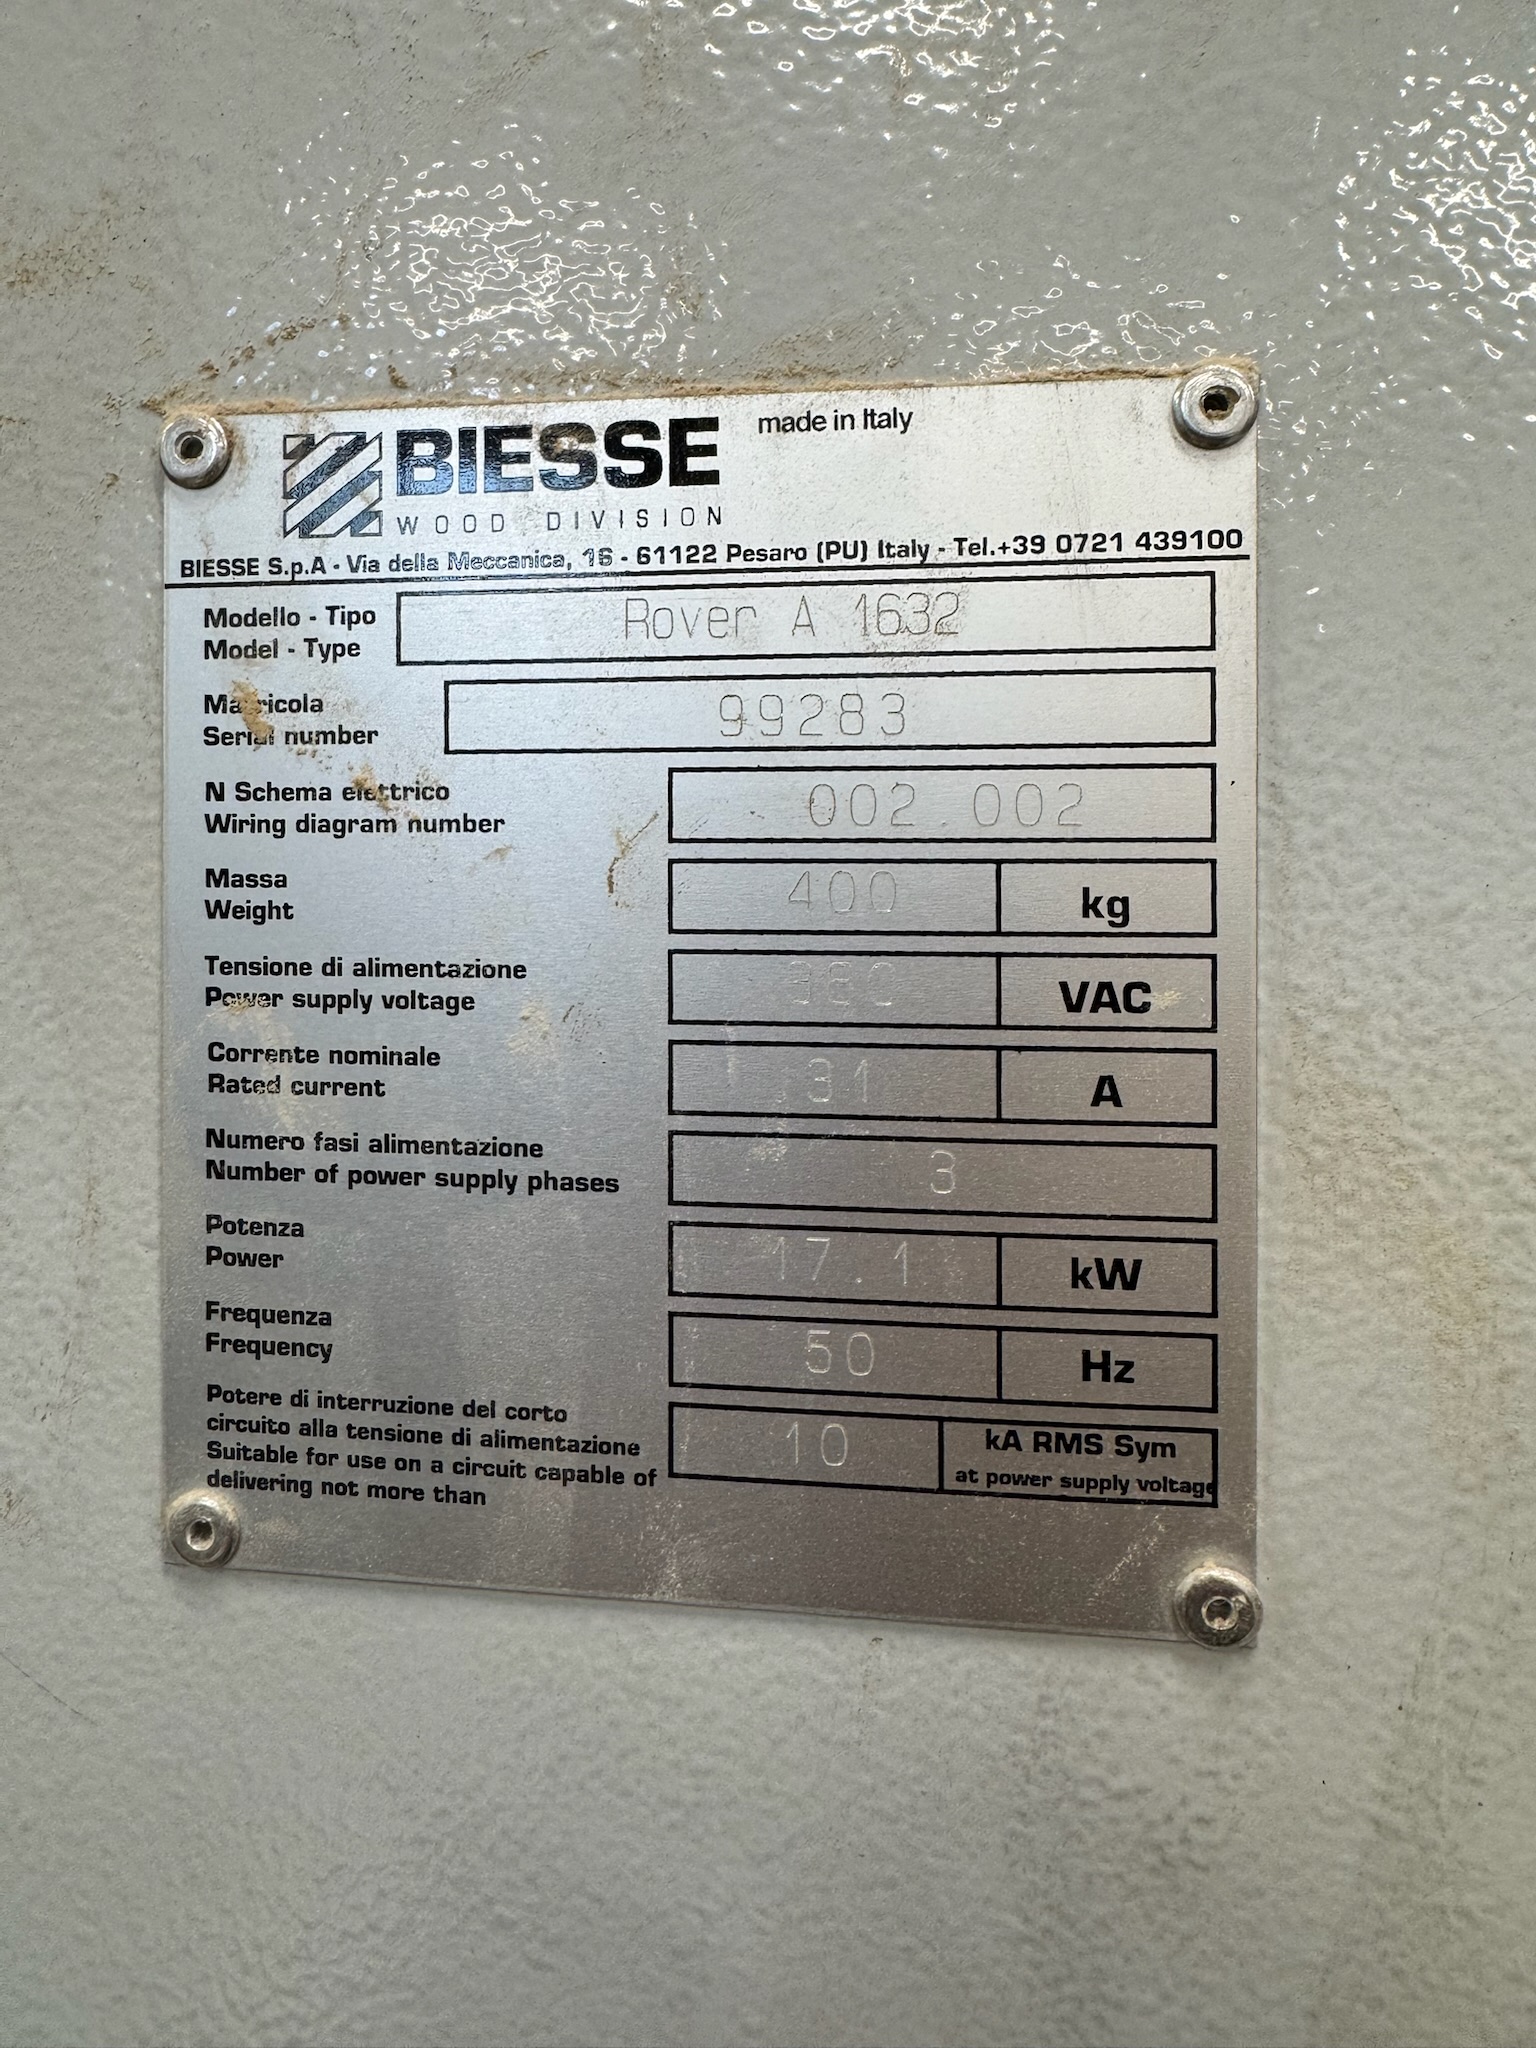 BIESSE
made in Italy
WOOD DIVISION
BIESSE S.p.A - Via della Meccanica, 16 - 61122 Pesaro (PU) Italy - Tel.+39 0721 439100
Modello - Tipo
Model - Type
Rover A 1632
Matricola
Serial number
99283
N Schema elettrico
Wiring diagram number
002.002
Massa
Weight
400
kg
Tensione di alimentazione
Power supply voltage
VAC
Corrente nominale
Rated current
31
A
Numero fasi alimentazione
Number of power supply phases
3
Potenza
Power
17.1
kW
Frequenza
Frequency
50
Hz
Potere di interruzione del corto
circuito alla tensione di alimentazione
Suitable for use on a circuit capable of
delivering not more than
10
kA RMS Sym
at power supply voltage